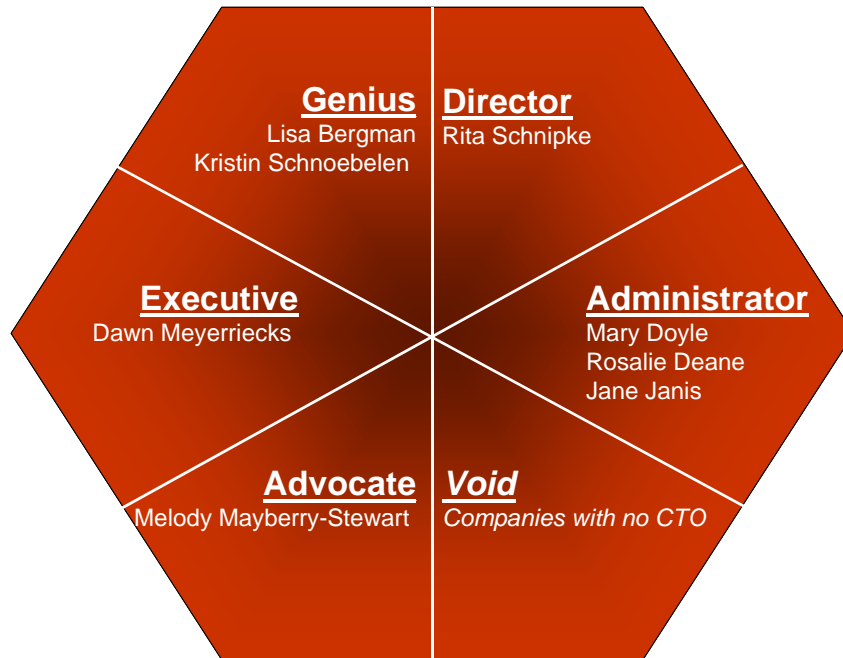 Genius
Lisa Bergman
Kristin Schnoebelen
Director
Rita Schnipke
Executive
Dawn Meyerriecks
Administrator
Mary Doyle
Rosalie Deane
Jane Janis
Advocate
Melody Mayberry-Stewart
Void
Companies with no CTO